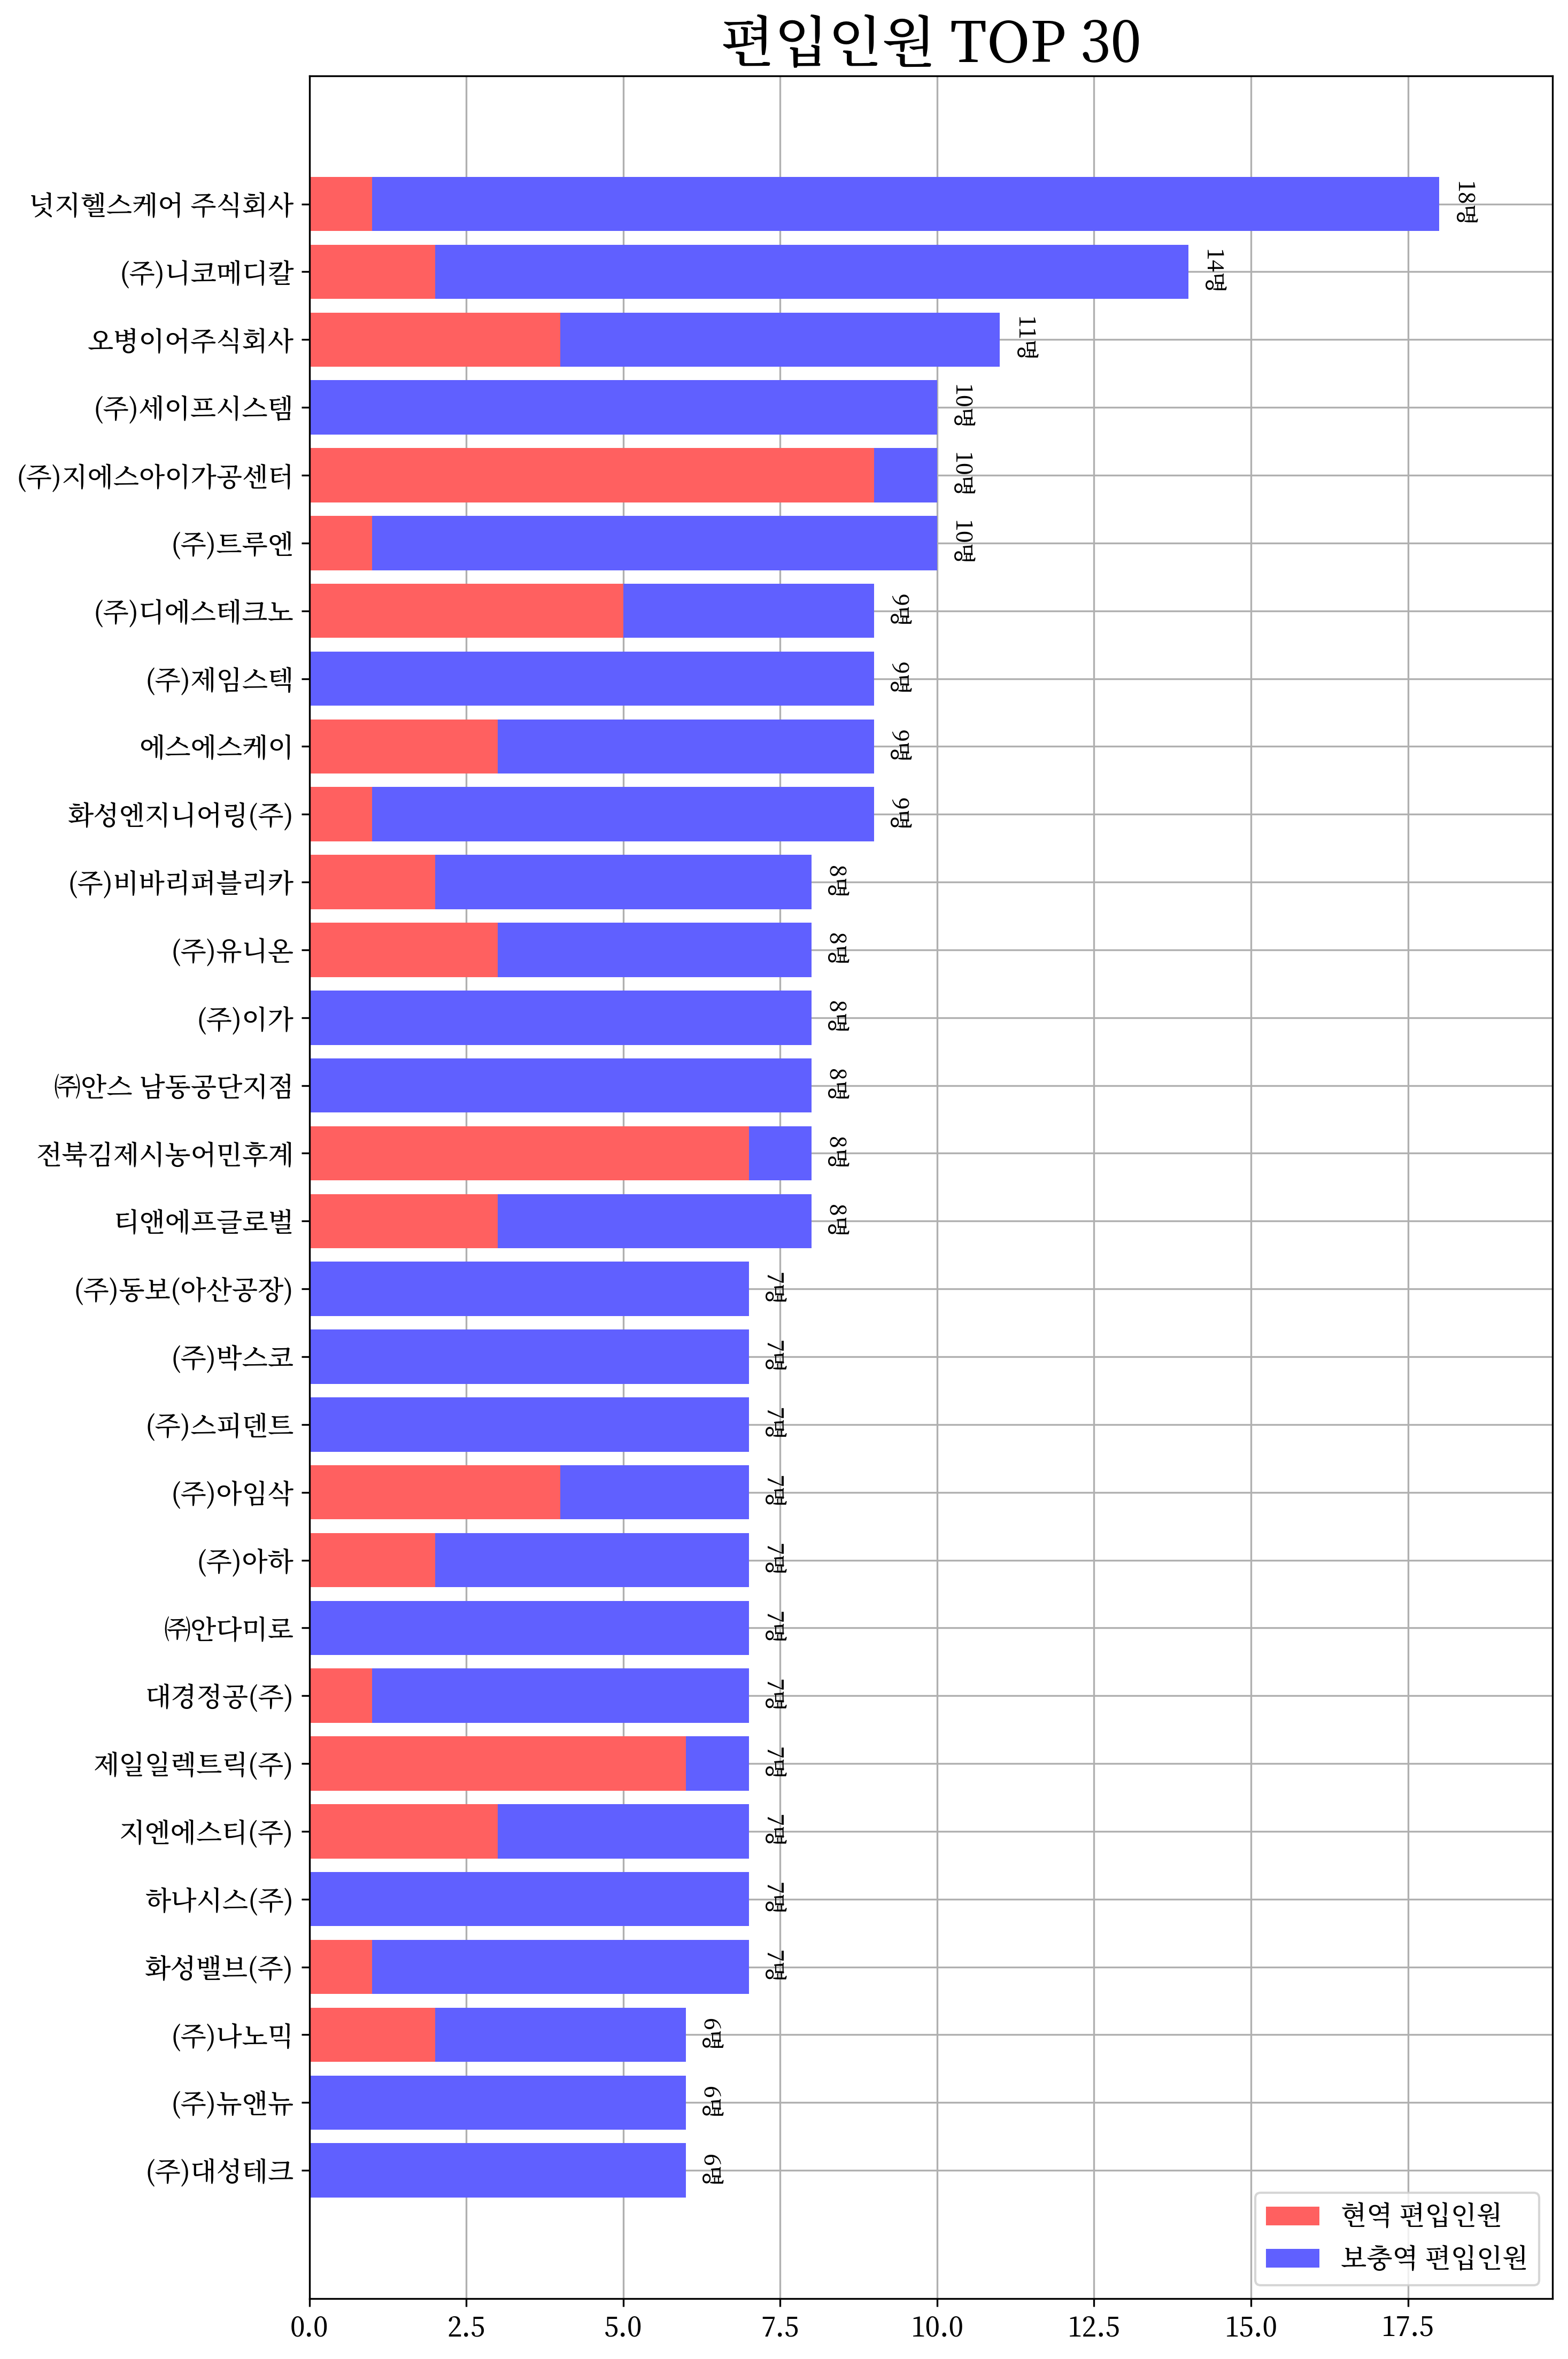 편입인원 TOP 30
넛지헬스케어 주식회사 18명
(주)니코메디칼 14명
오병이어주식회사 11명
(주)세이프시스템 10명
(주)지에스아이가공센터 10명
(주)트루엔 10명
(주)디에스테크노 9명
(주)제임스텍 9명
에스에스케이 9명
화성엔지니어링(주) 9명
(주)비바리퍼블리카 8명
(주)유니온 8명
(주)이가 8명
㈜안스 남동공단지점 8명
전북김제시농어민후계 8명
티앤에프글로벌 8명
(주)동보(아산공장) 7명
(주)박스코 7명
(주)스피덴트 7명
(주)아임삭 7명
(주)아하 7명
㈜안다미로 7명
대경정공(주) 7명
제일일렉트릭(주) 7명
지엔에스티(주) 7명
하나시스(주) 7명
화성밸브(주) 7명
(주)나노믹 6명
(주)뉴앤뉴 6명
(주)대성테크 6명
현역 편입인원
보충역 편입인원
0.0 2.5 5.0 7.5 10.0 12.5 15.0 17.5